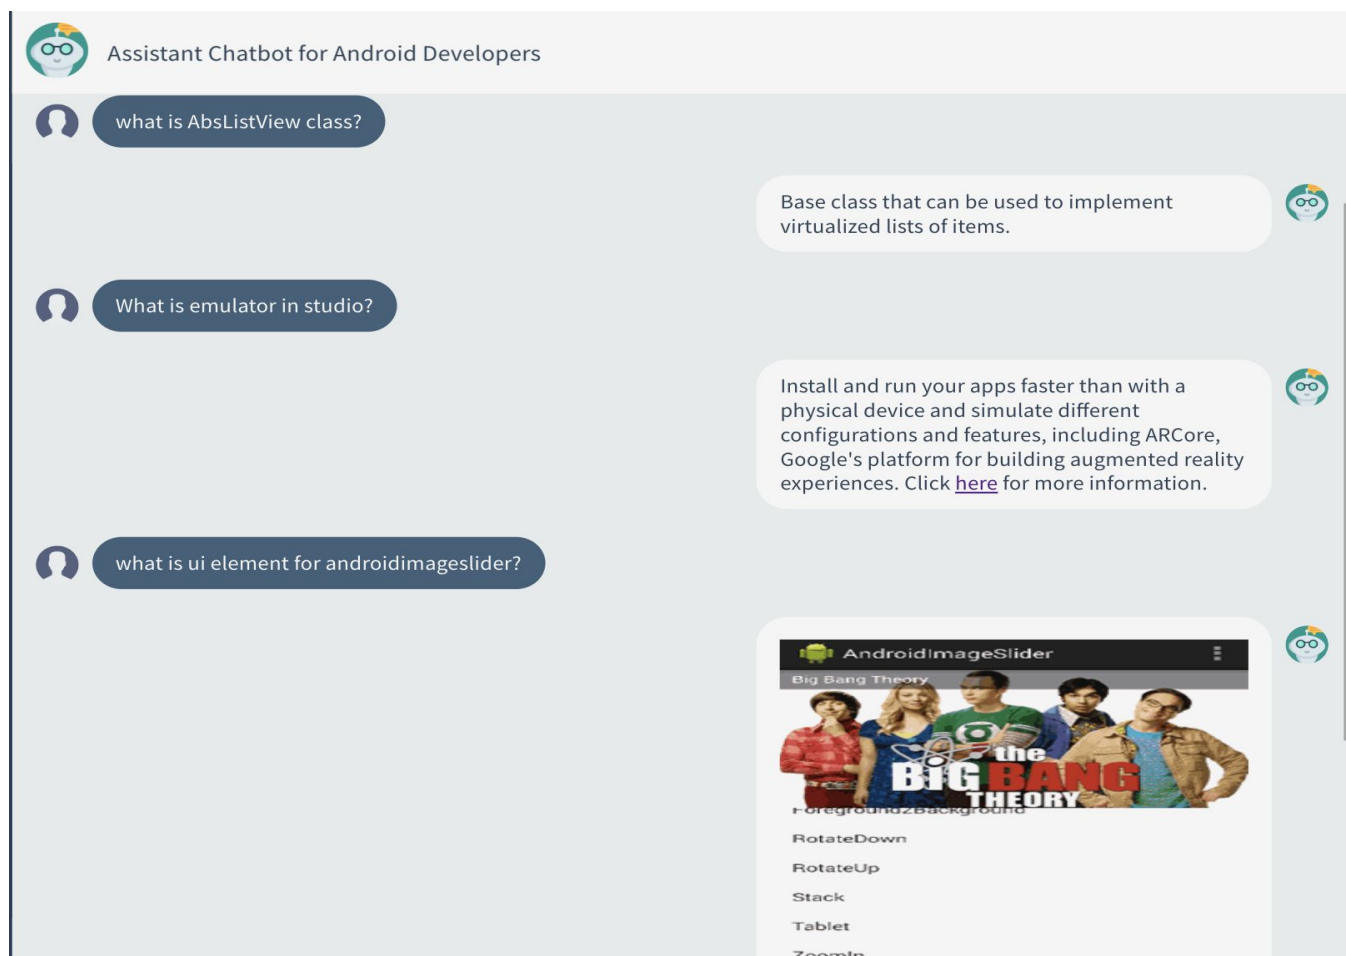 Assistant Chatbot for Android Developers
what is AbsListView class?
Base class that can be used to implement
virtualized lists of items.
What is emulator in studio?
Install and run your apps faster than with a
physical device and simulate different
configurations and features, including ARCore,
Google's platform for building augmented reality
experiences. Click here for more information.
what is ui element for androidimageslider?
AndroidImageSlider
Big Bang Theory
the
BIG BANG
THEORY
Foreground2Background
RotateDown
RotateUp
Stack
Tablet
ZoomIn